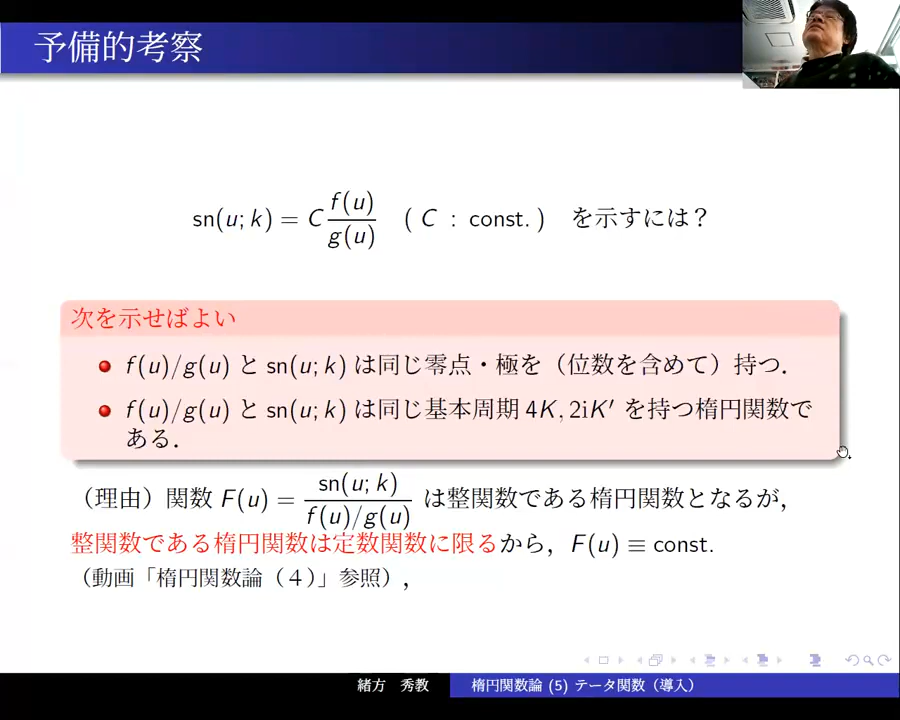 予備的考察
sn(u; k) = C f(u)/g(u) ( C : const. ) を示すには？
次を示せばよい
f(u)/g(u) と sn(u; k) は同じ零点・極を（位数を含めて）持つ．
f(u)/g(u) と sn(u; k) は同じ基本周期 4K, 2iK′ を持つ楕円関数で
ある．
（理由）関数 F(u) = sn(u; k)/(f(u)/g(u)) は整関数である楕円関数となるが，
整関数である楕円関数は定数関数に限るから，F(u) ≡ const.
（動画「楕円関数論（４）」参照），
緒方 秀教 楕円関数論 (5) テータ関数（導入）